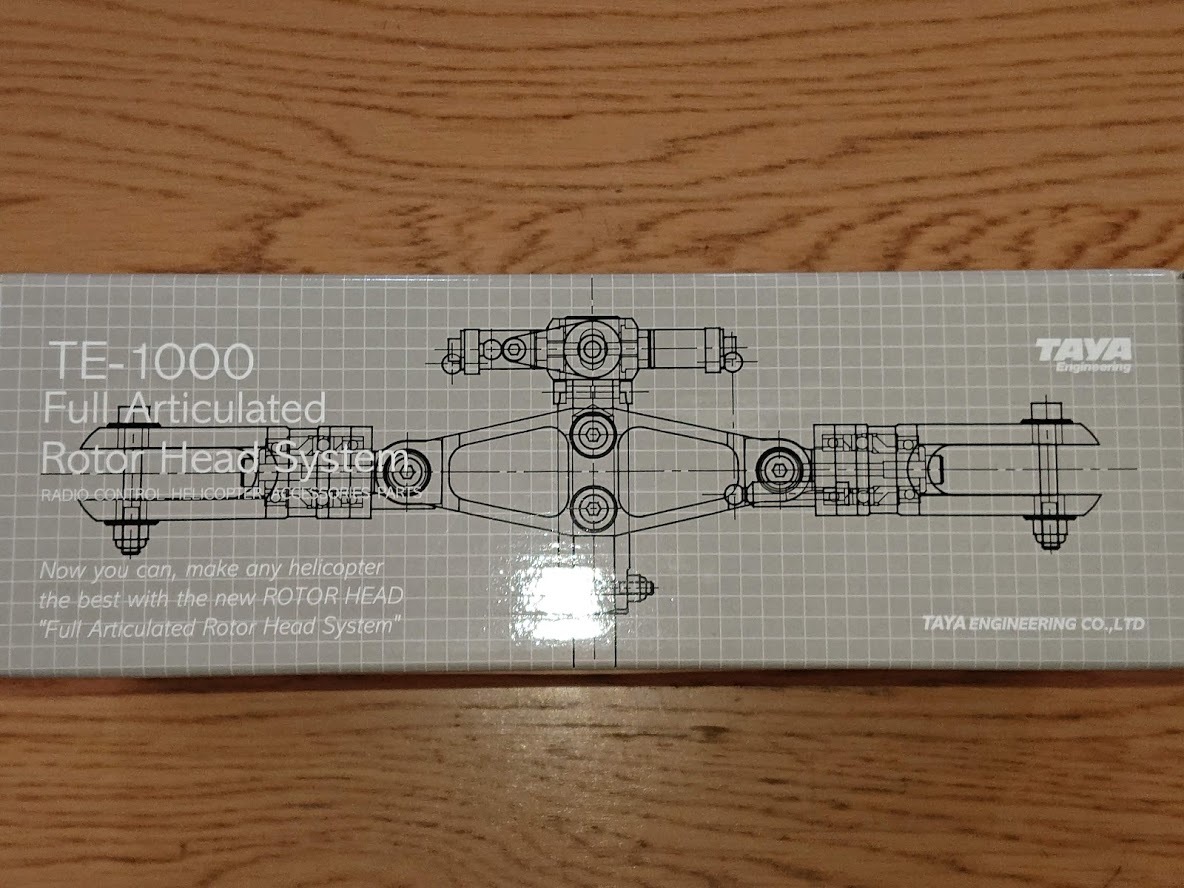 TE-1000
Full Articulated
Rotor Head System
RADIO CONTROL HELICOPTER ACCESSORIES PARTS
Now you can, make any helicopter
the best with the new ROTOR HEAD
"Full Articulated Rotor Head System"
TAYA
Engineering
TAYA ENGINEERING CO.,LTD